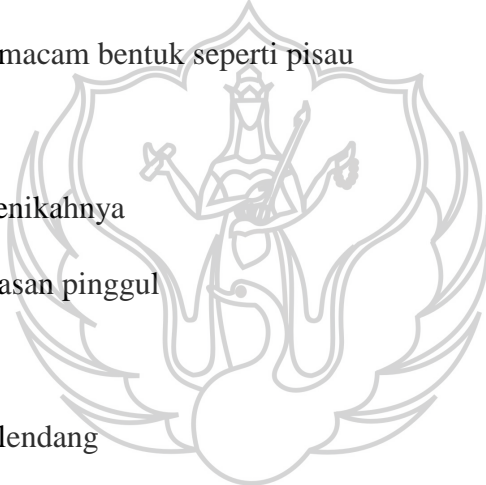 macam bentuk seperti pisau
enikahnya
asan pinggul
lendang